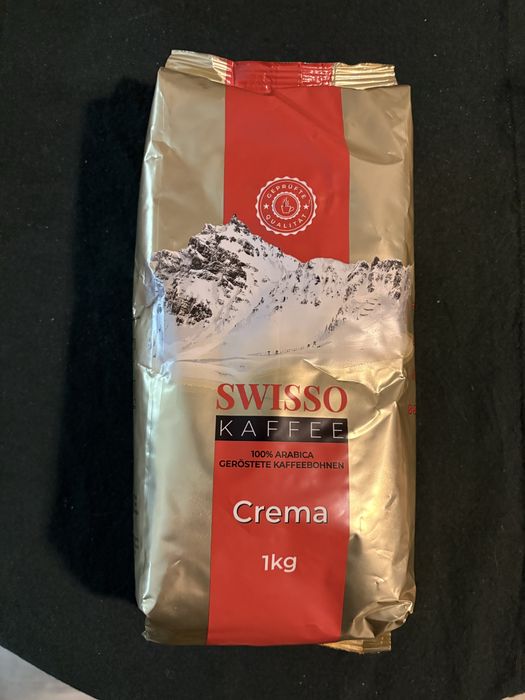 GEPRÜFTE
QUALITÄT
SWISSO
KAFFEE
100% ARABICA
GERÖSTETE KAFFEEBOHNEN
Crema
1kg